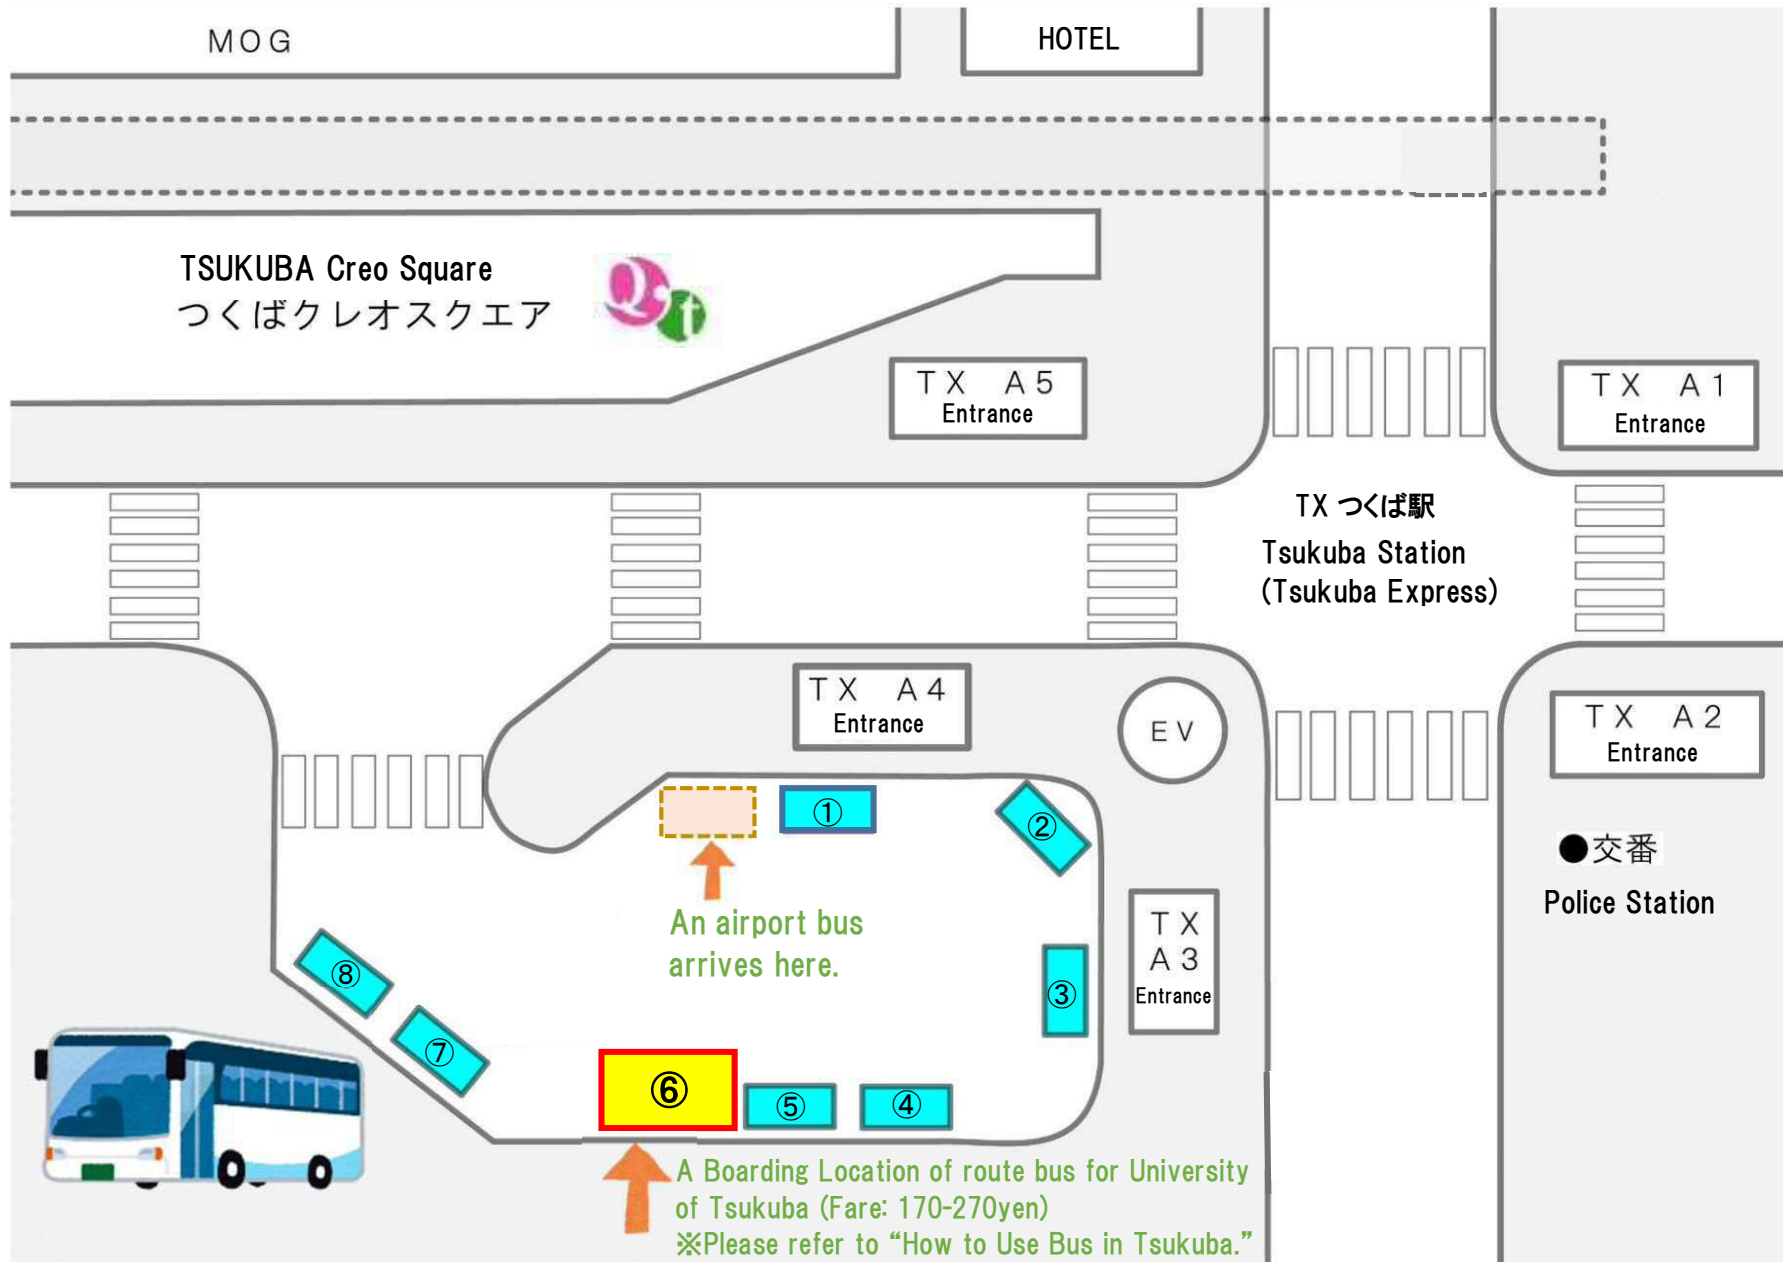 MOG
HOTEL
TSUKUBA Creo Square
つくばクレオスクエア
Q't
TX A5
Entrance
TX A1
Entrance
TX つくば駅
Tsukuba Station
(Tsukuba Express)
TX A4
Entrance
EV
TX A2
Entrance
①
②
●交番
Police Station
An airport bus
arrives here.
TX
A3
Entrance
③
⑧
⑦
⑥
⑤
④
A Boarding Location of route bus for University
of Tsukuba (Fare: 170-270yen)
※Please refer to “How to Use Bus in Tsukuba.”